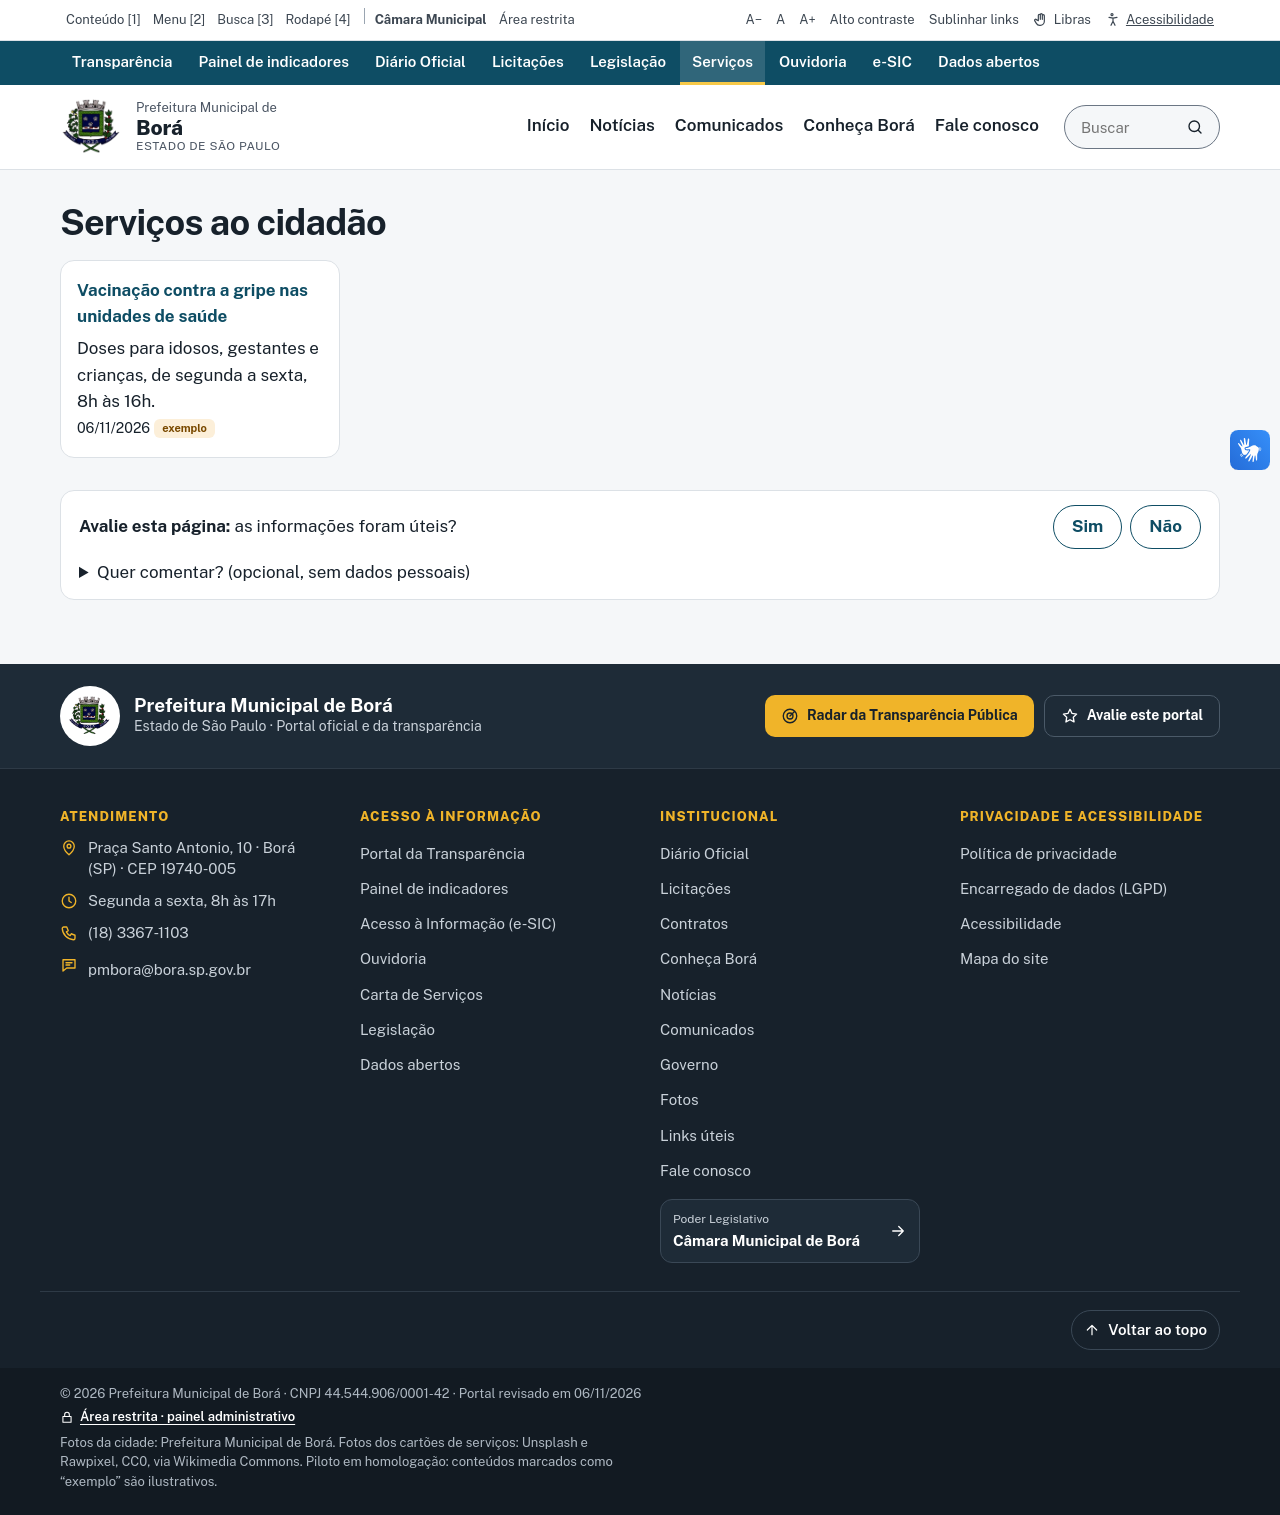 Conteúdo [1] Menu [2] Busca [3] Rodapé [4] Câmara Municipal Área restrita A− A A+ Alto contraste Sublinhar links Libras Acessibilidade
Transparência Painel de indicadores Diário Oficial Licitações Legislação Serviços Ouvidoria e-SIC Dados abertos
Prefeitura Municipal de
Borá
ESTADO DE SÃO PAULO
Início Notícias Comunicados Conheça Borá Fale conosco Buscar
Serviços ao cidadão
Vacinação contra a gripe nas
unidades de saúde
Doses para idosos, gestantes e
crianças, de segunda a sexta,
8h às 16h.
06/11/2026 exemplo
Avalie esta página: as informações foram úteis? Sim Não
Quer comentar? (opcional, sem dados pessoais)
Prefeitura Municipal de Borá
Estado de São Paulo · Portal oficial e da transparência
Radar da Transparência Pública Avalie este portal
ATENDIMENTO
Praça Santo Antonio, 10 · Borá
(SP) · CEP 19740-005
Segunda a sexta, 8h às 17h
(18) 3367-1103
pmbora@bora.sp.gov.br
ACESSO À INFORMAÇÃO
Portal da Transparência
Painel de indicadores
Acesso à Informação (e-SIC)
Ouvidoria
Carta de Serviços
Legislação
Dados abertos
INSTITUCIONAL
Diário Oficial
Licitações
Contratos
Conheça Borá
Notícias
Comunicados
Governo
Fotos
Links úteis
Fale conosco
Poder Legislativo
Câmara Municipal de Borá
PRIVACIDADE E ACESSIBILIDADE
Política de privacidade
Encarregado de dados (LGPD)
Acessibilidade
Mapa do site
Voltar ao topo
© 2026 Prefeitura Municipal de Borá · CNPJ 44.544.906/0001-42 · Portal revisado em 06/11/2026
Área restrita · painel administrativo
Fotos da cidade: Prefeitura Municipal de Borá. Fotos dos cartões de serviços: Unsplash e
Rawpixel, CC0, via Wikimedia Commons. Piloto em homologação: conteúdos marcados como
“exemplo” são ilustrativos.